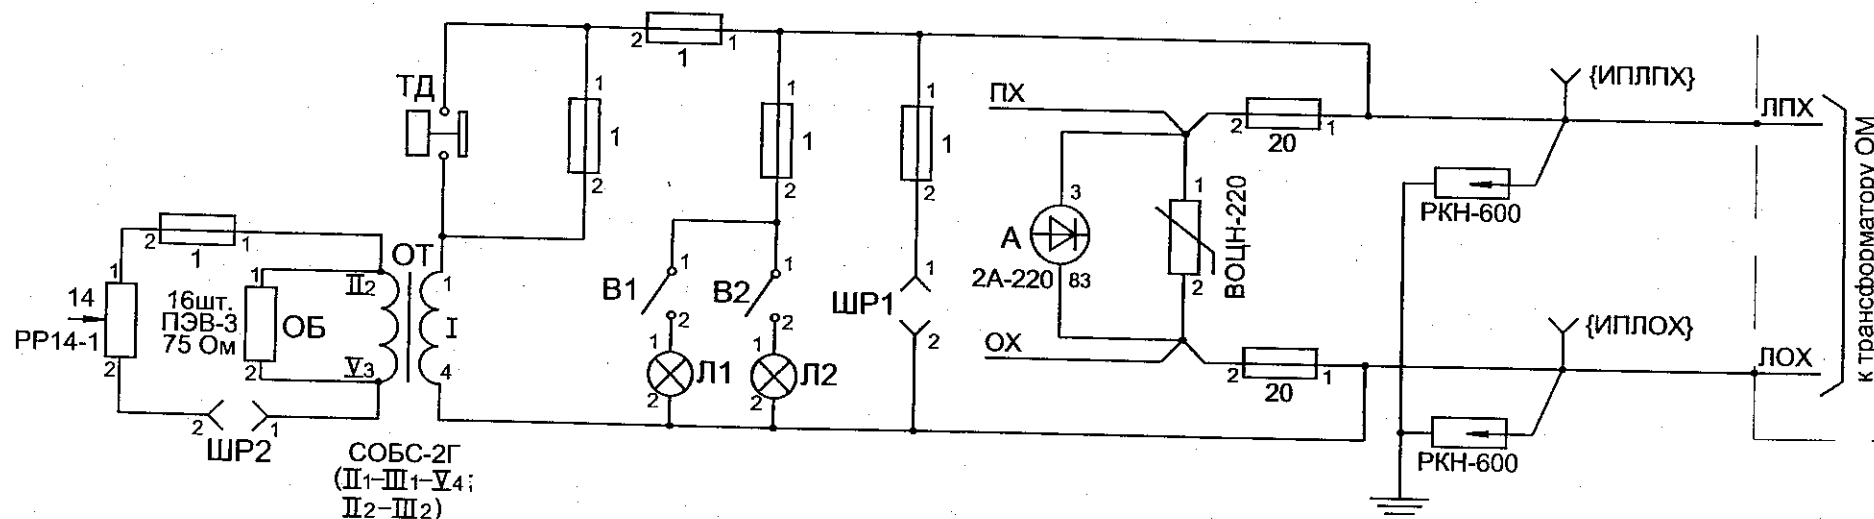 2
1
1
ТД
1
2
1
1
2
1
1
2
1
ПХ
2
20
1
{ИПЛПХ}
ЛПХ
РКН-600
3
А
2А-220
83
1
2
ВОЦН-220
2
1
1
14
РР14-1
1
2
16шт.
ПЭВ-3
75 Ом
1
2
ОБ
ОТ
II2
V3
1
I
4
В1
1
2
В2
1
2
ШР1
1
2
1
Л1
2
1
Л2
2
ОХ
2
20
1
{ИПЛОХ}
ЛОХ
РКН-600
к трансформатору ОМ
2
1
ШР2
СОБС-2Г
(II1-III1-V4;
II2-III2)